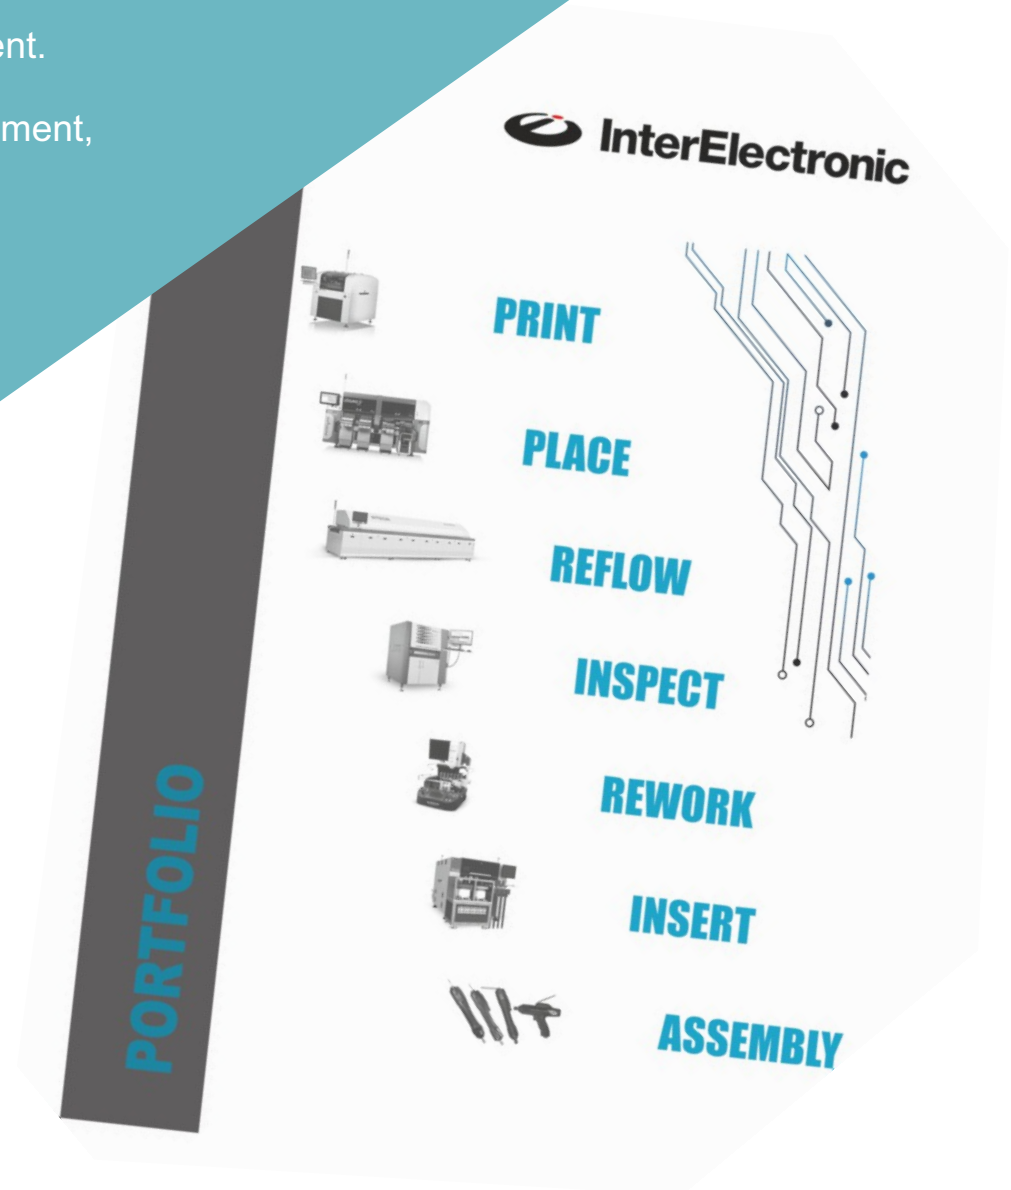 ent.
ment,
InterElectronic
PRINT
PLACE
REFLOW
INSPECT
REWORK
INSERT
ASSEMBLY
PORTFOLIO